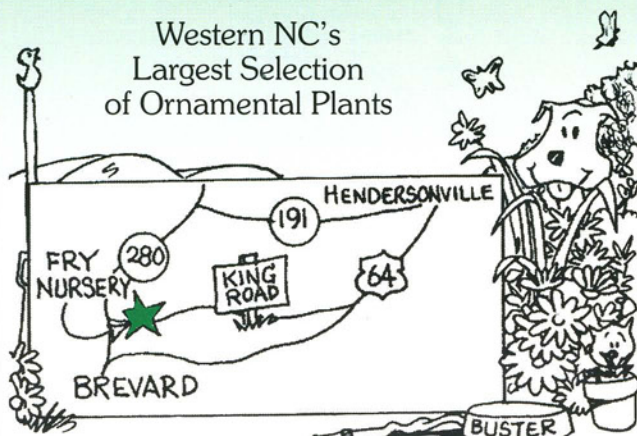 Western NC's
Largest Selection
of Ornamental Plants
HENDERSONVILLE
191
280
FRY
NURSERY
KING
ROAD
64
BREVARD
BUSTER